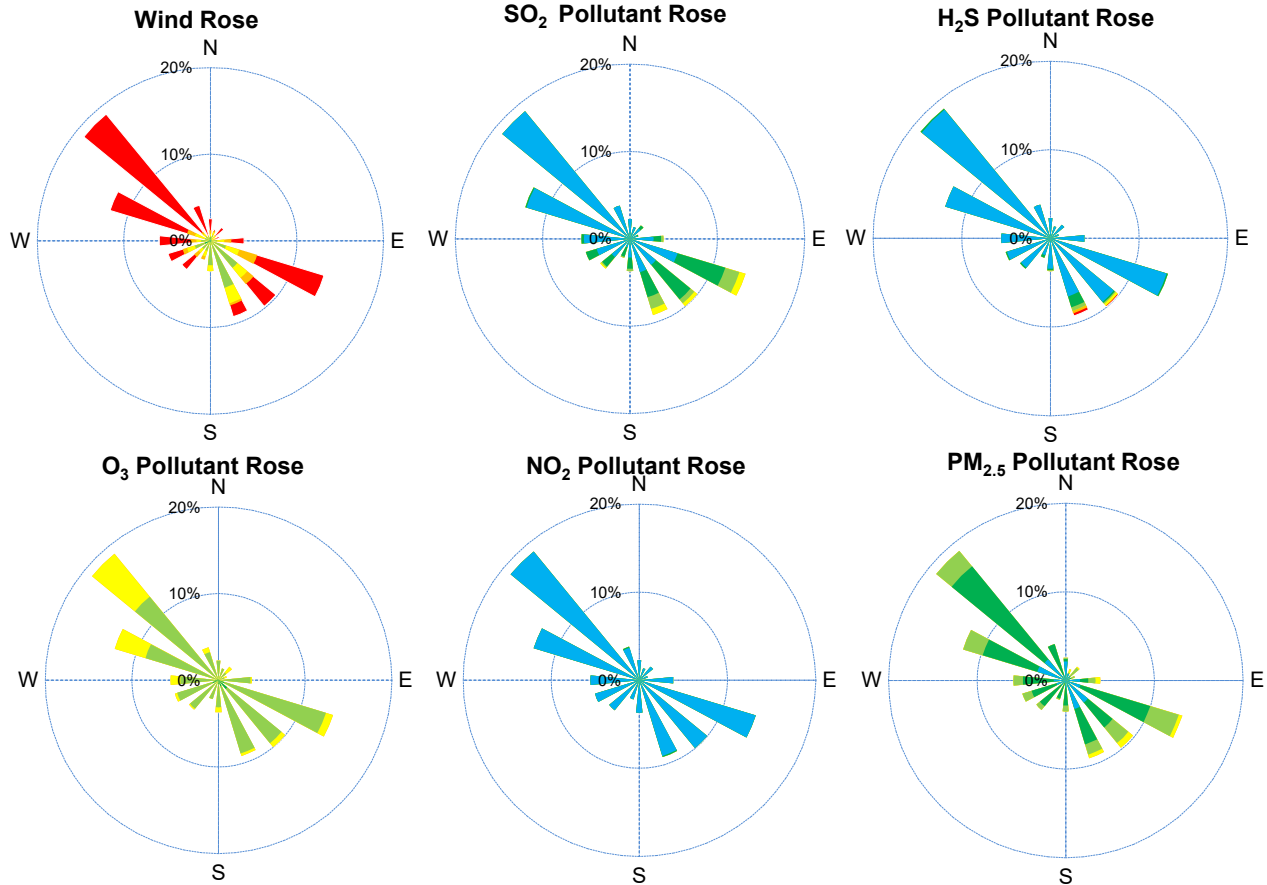 Wind Rose
N
20%
10%
0%
W
E
S
SO₂ Pollutant Rose
N
20%
10%
0%
W
E
S
H₂S Pollutant Rose
N
20%
10%
0%
W
E
S
O₃ Pollutant Rose
N
20%
10%
0%
W
E
S
NO₂ Pollutant Rose
N
20%
10%
0%
W
E
S
PM₂.₅ Pollutant Rose
N
20%
10%
0%
W
E
S